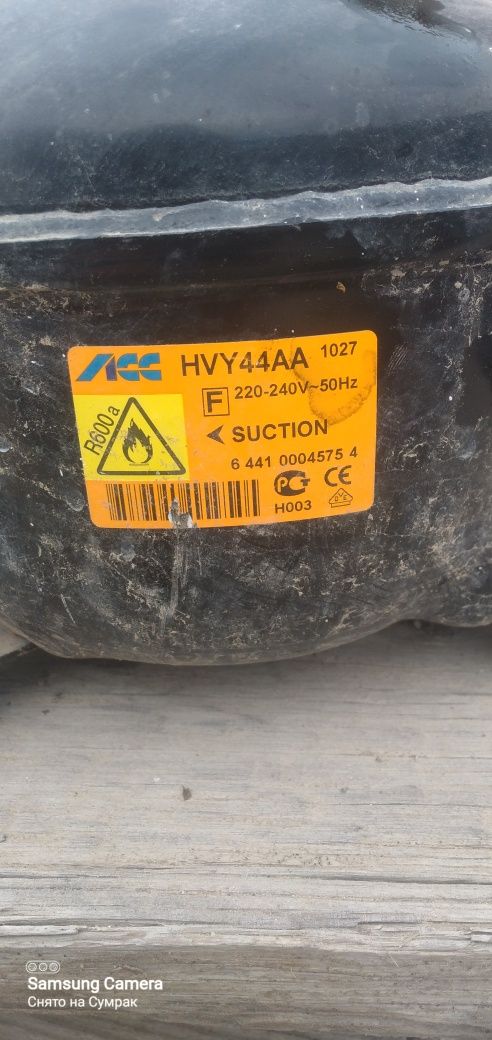 ACC HVY44AA 1027
F 220-240V~50Hz
R600a
SUCTION
6 441 0004575 4
PCT CE
H003
Samsung Camera
Снято на Сумрак